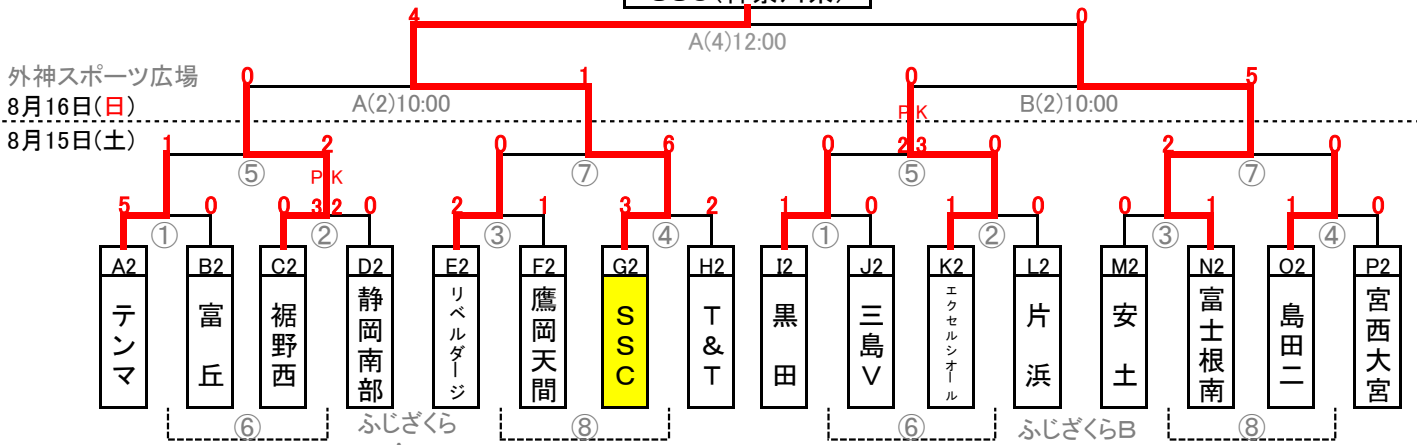 4 0
A(4)12:00
外神スポーツ広場
0 1 0 5
8月16日(日) A(2)10:00 B(2)10:00
PK
8月15日(土)
1 2 0 6 0 2 3 0 2 0
⑤ ⑦ ⑤ ⑦
PK
5 0 0 3 2 0 2 1 3 2 1 0 1 0 0 1 1 0
① ② ③ ④ ① ② ③ ④
A2 B2 C2 D2 E2 F2 G2 H2 I2 J2 K2 L2 M2 N2 O2 P2
テンマ
富丘
裾野西
静岡南部
リベルダージ
鷹岡天間
SSC
T&T
黒田
三島V
エクセルシオール
片浜
安土
富士根南
島田二
宮西大宮
⑥ ふじざくら ⑧ ⑥ ふじざくらB ⑧